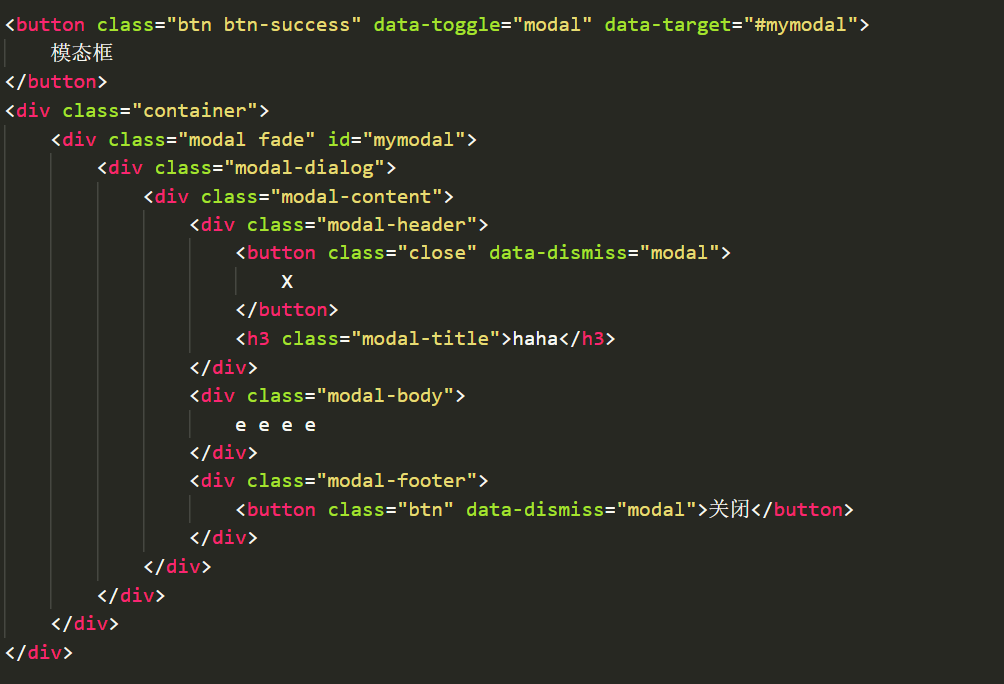 <button class="btn btn-success" data-toggle="modal" data-target="#mymodal">
    模态框
</button>
<div class="container">
    <div class="modal fade" id="mymodal">
        <div class="modal-dialog">
            <div class="modal-content">
                <div class="modal-header">
                    <button class="close" data-dismiss="modal">
                        X
                    </button>
                    <h3 class="modal-title">haha</h3>
                </div>
                <div class="modal-body">
                    e e e e
                </div>
                <div class="modal-footer">
                    <button class="btn" data-dismiss="modal">关闭</button>
                </div>
            </div>
        </div>
    </div>
</div>